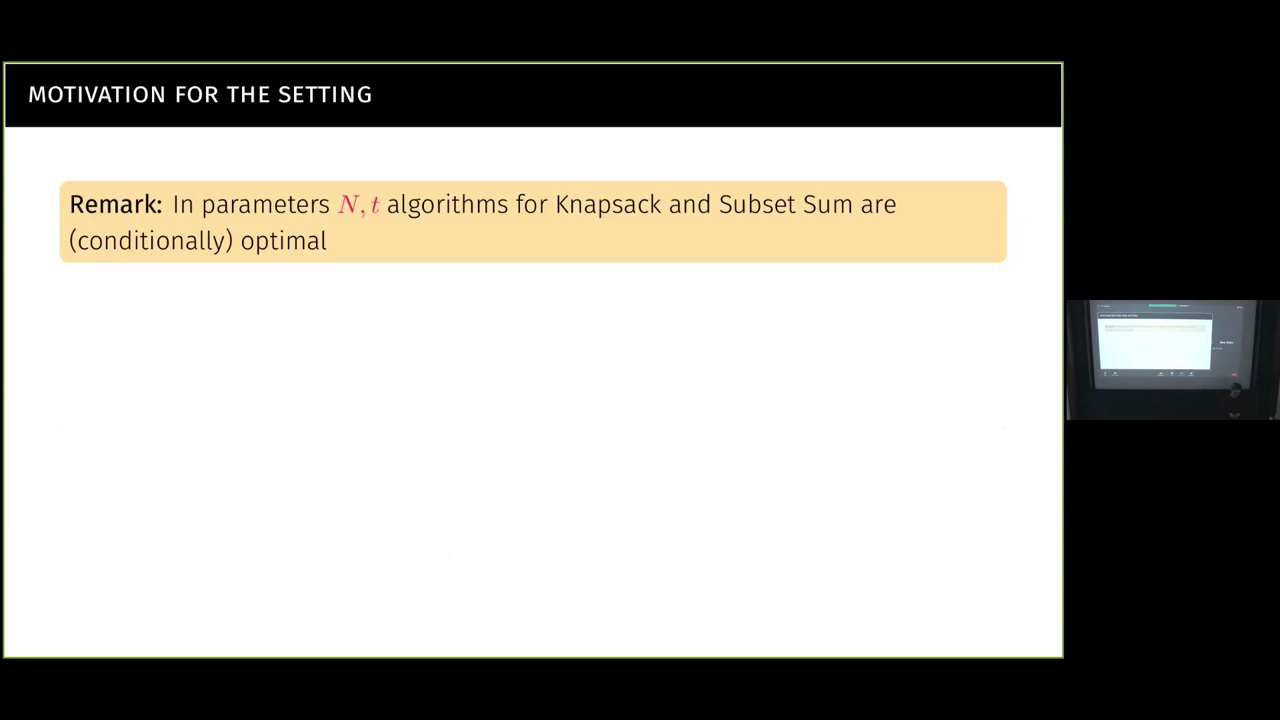 MOTIVATION FOR THE SETTING
Remark: In parameters N, t algorithms for Knapsack and Subset Sum are
(conditionally) optimal